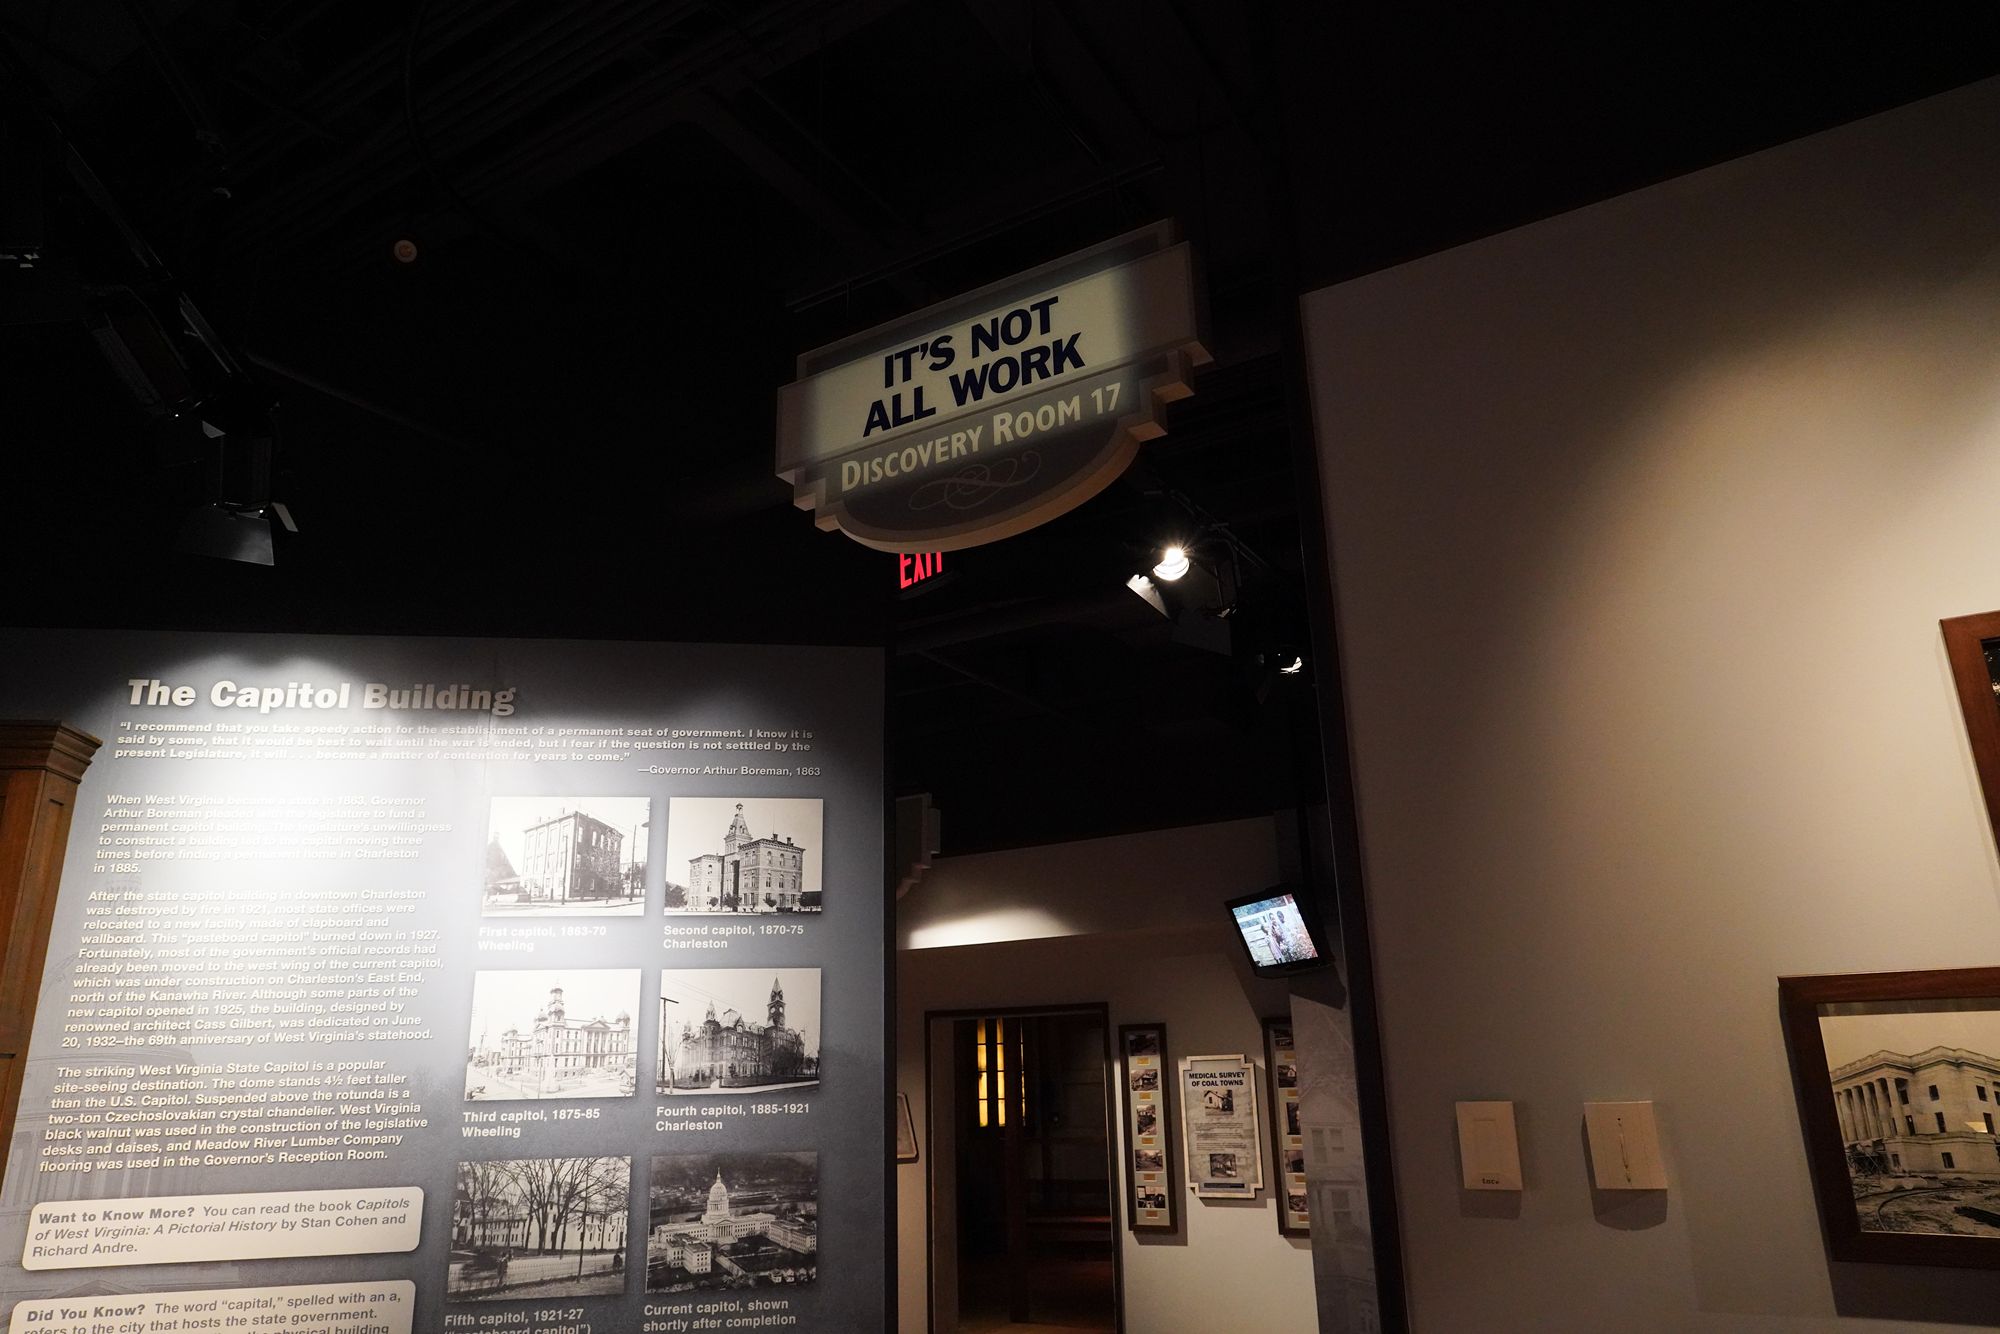 IT'S NOT
ALL WORK
DISCOVERY ROOM 17
EXIT
The Capitol Building
"I recommend that you take speedy action for the establishment of a permanent seat of government. I know it is
said by some, that it would be best to wait until the war is ended, but I fear if the question is not setttled by the
present Legislature, it will . . . become a matter of contention for years to come."
—Governor Arthur Boreman, 1863
When West Virginia became a state in 1863, Governor
Arthur Boreman pleaded with the legislature to fund a
permanent capitol building. The legislature's unwillingness
to construct a building led to the capital moving three
times before finding a permanent home in Charleston
in 1885.
After the state capitol building in downtown Charleston
was destroyed by fire in 1921, most state offices were
relocated to a new facility made of clapboard and
wallboard. This "pasteboard capitol" burned down in 1927.
Fortunately, most of the government's official records had
already been moved to the west wing of the current capitol,
which was under construction on Charleston's East End,
north of the Kanawha River. Although some parts of the
new capitol opened in 1925, the building, designed by
renowned architect Cass Gilbert, was dedicated on June
20, 1932—the 69th anniversary of West Virginia's statehood.
The striking West Virginia State Capitol is a popular
site-seeing destination. The dome stands 4½ feet taller
than the U.S. Capitol. Suspended above the rotunda is a
two-ton Czechoslovakian crystal chandelier. West Virginia
black walnut was used in the construction of the legislative
desks and daises, and Meadow River Lumber Company
flooring was used in the Governor's Reception Room.
Want to Know More? You can read the book Capitols
of West Virginia: A Pictorial History by Stan Cohen and
Richard Andre.
Did You Know? The word "capital," spelled with an a,
refers to the city that hosts the state government.
physical building
First capitol, 1863-70
Wheeling
Second capitol, 1870-75
Charleston
Third capitol, 1875-85
Wheeling
Fourth capitol, 1885-1921
Charleston
Fifth capitol, 1921-27
("pasteboard capitol")
Current capitol, shown
shortly after completion
MEDICAL SURVEY
OF COAL TOWNS